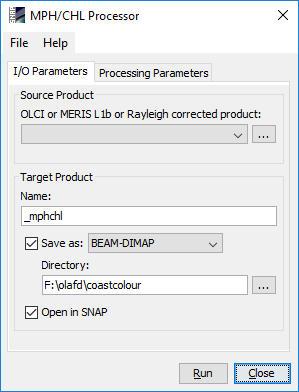 MPH/CHL Processor
File Help
I/O Parameters Processing Parameters
Source Product
OLCI or MERIS L1b or Rayleigh corrected product:
...
Target Product
Name:
_mphchl
Save as: BEAM-DIMAP
Directory:
F:\olafd\coastcolour ...
Open in SNAP
Run Close